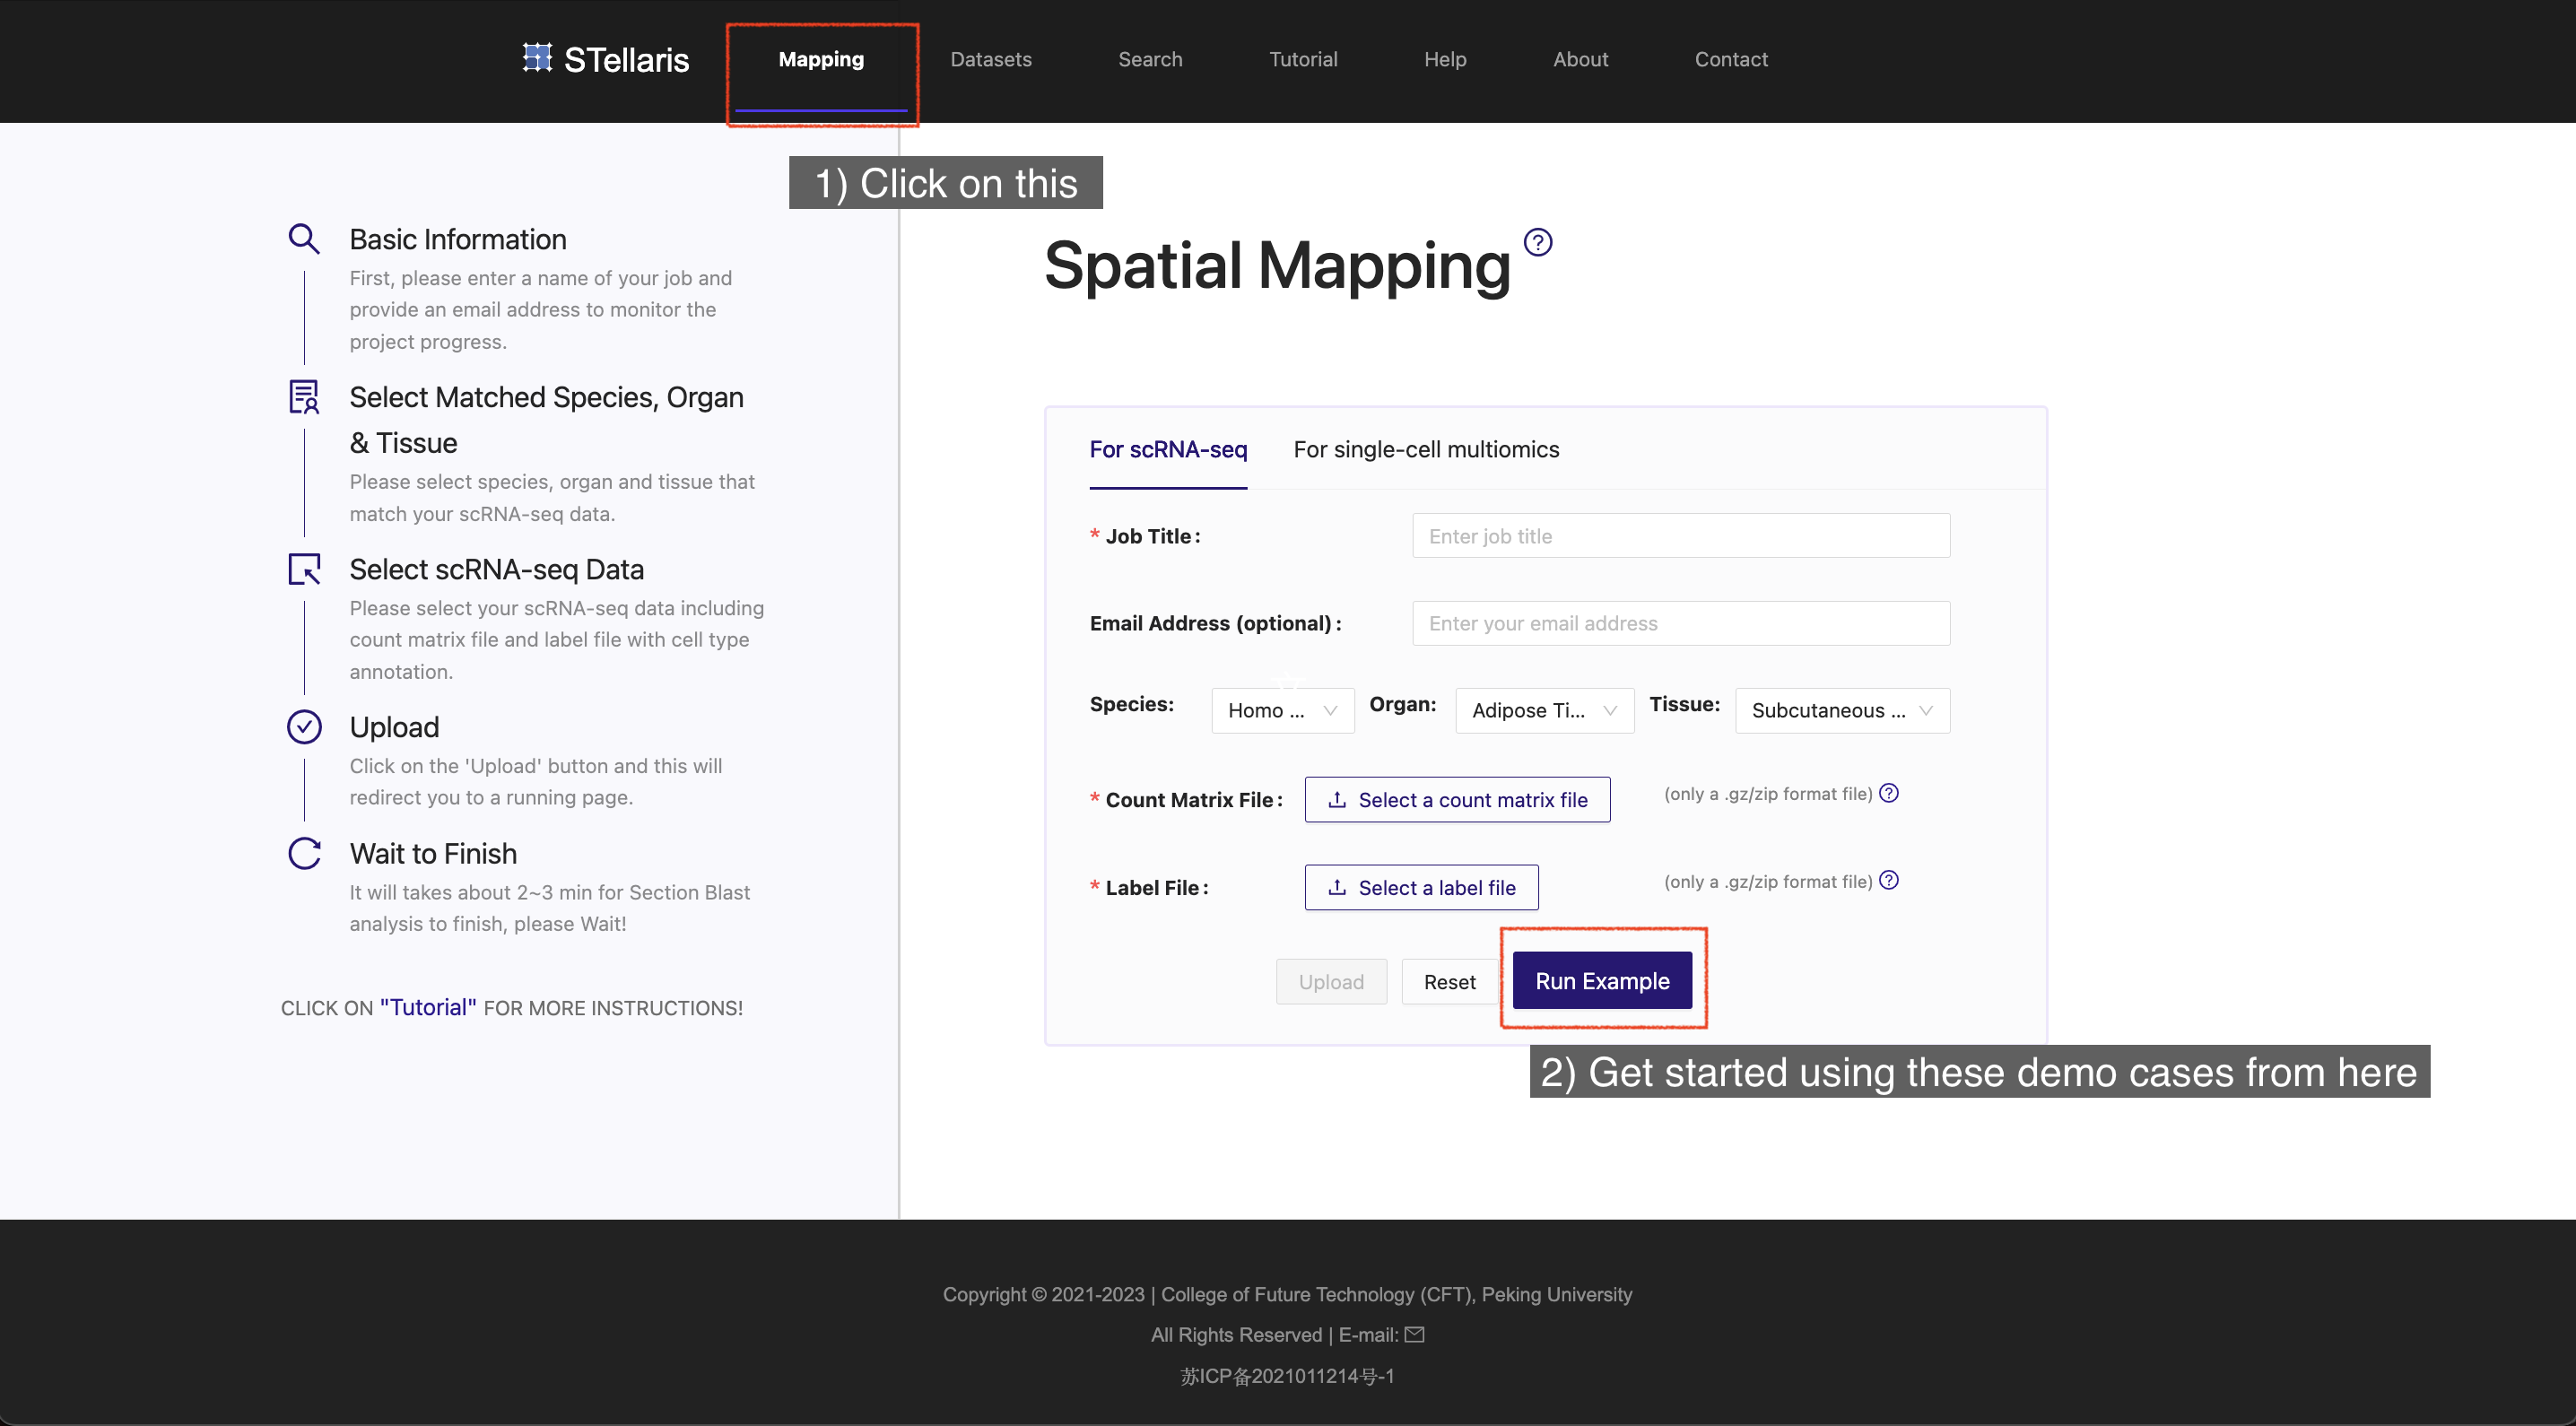 STellaris
Mapping
Datasets
Search
Tutorial
Help
About
Contact
1) Click on this
Basic Information
First, please enter a name of your job and
provide an email address to monitor the
project progress.
Select Matched Species, Organ
& Tissue
Please select species, organ and tissue that
match your scRNA-seq data.
Select scRNA-seq Data
Please select your scRNA-seq data including
count matrix file and label file with cell type
annotation.
Upload
Click on the 'Upload' button and this will
redirect you to a running page.
Wait to Finish
It will takes about 2~3 min for Section Blast
analysis to finish, please Wait!
CLICK ON "Tutorial" FOR MORE INSTRUCTIONS!
Spatial Mapping ?
For scRNA-seq
For single-cell multiomics
* Job Title: Enter job title
Email Address (optional): Enter your email address
Species: Homo ... Organ: Adipose Ti... Tissue: Subcutaneous ...
* Count Matrix File: Select a count matrix file (only a .gz/zip format file) ?
* Label File: Select a label file (only a .gz/zip format file) ?
Upload
Reset
Run Example
2) Get started using these demo cases from here
Copyright © 2021-2023 | College of Future Technology (CFT), Peking University
All Rights Reserved | E-mail:
苏ICP备2021011214号-1